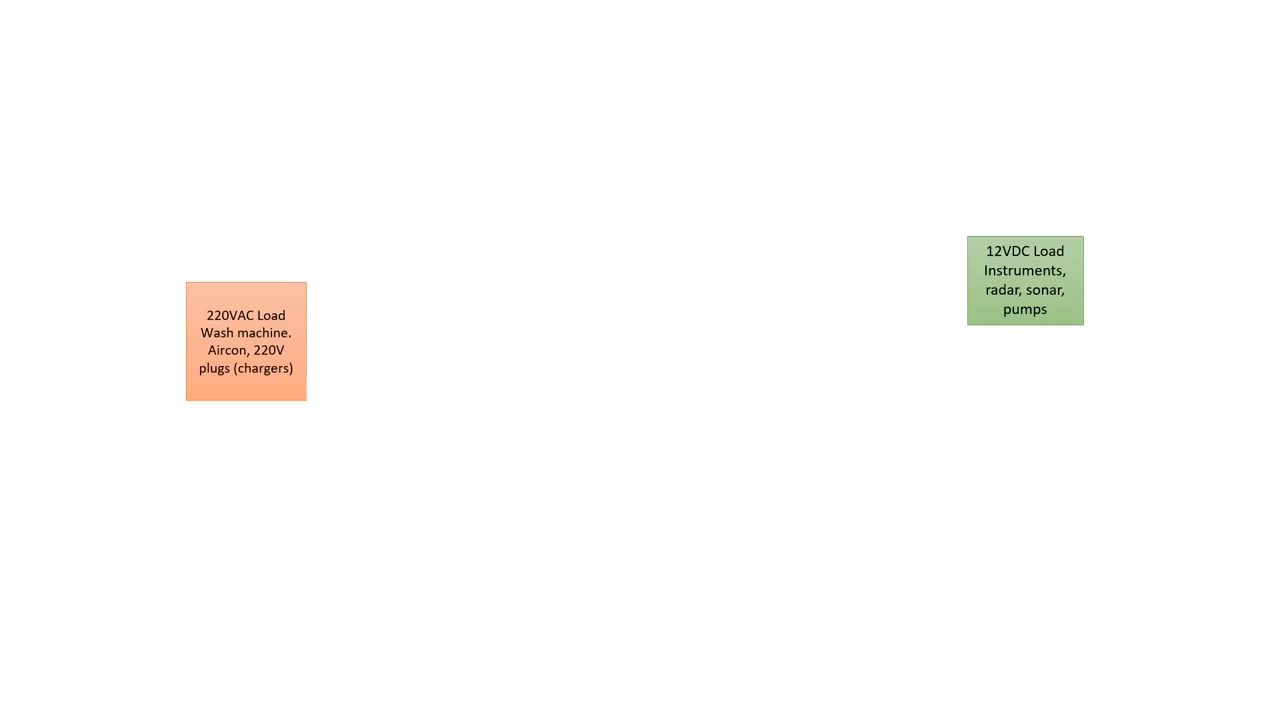 220VAC Load
Wash machine.
Aircon, 220V
plugs (chargers)
12VDC Load
Instruments,
radar, sonar,
pumps